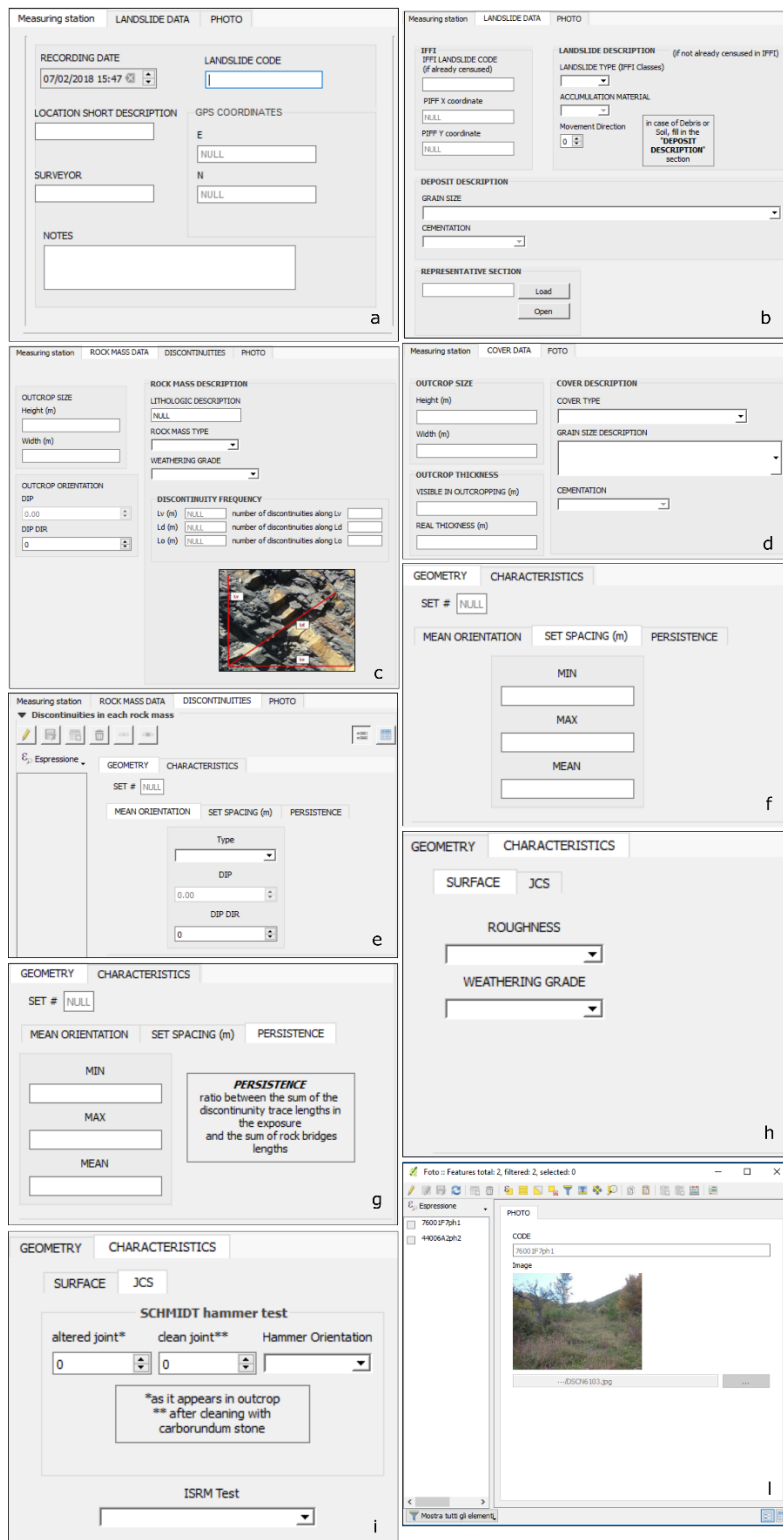 Measuring station LANDSLIDE DATA PHOTO
RECORDING DATE
07/02/2018 15:47
LANDSLIDE CODE
LOCATION SHORT DESCRIPTION
GPS COORDINATES
E
NULL
SURVEYOR
N
NULL
NOTES
a
Measuring station LANDSLIDE DATA PHOTO
IFFI
IFFI LANDSLIDE CODE
(if already censused)
PIFF X coordinate
NULL
PIFF Y coordinate
NULL
LANDSLIDE DESCRIPTION (if not already censused in IFFI)
LANDSLIDE TYPE (IFFI Classes)
ACCUMULATION MATERIAL
Movement Direction
0
in case of Debris or
Soil, fill in the
"DEPOSIT
DESCRIPTION"
section
DEPOSIT DESCRIPTION
GRAIN SIZE
CEMENTATION
REPRESENTATIVE SECTION
Load
Open
b
Measuring station ROCK MASS DATA DISCONTINUITIES PHOTO
OUTCROP SIZE
Height (m)
Width (m)
OUTCROP ORIENTATION
DIP
0.00
DIP DIR
0
ROCK MASS DESCRIPTION
LITHOLOGIC DESCRIPTION
NULL
ROCK MASS TYPE
WEATHERING GRADE
DISCONTINUITY FREQUENCY
Lv (m) NULL number of discontinuities along Lv
Ld (m) NULL number of discontinuities along Ld
Lo (m) NULL number of discontinuities along Lo
c
Measuring station COVER DATA FOTO
OUTCROP SIZE
Height (m)
Width (m)
OUTCROP THICKNESS
VISIBLE IN OUTCROPPING (m)
REAL THICKNESS (m)
COVER DESCRIPTION
COVER TYPE
GRAIN SIZE DESCRIPTION
CEMENTATION
d
Measuring station ROCK MASS DATA DISCONTINUITIES PHOTO
Discontinuities in each rock mass
Espressione
GEOMETRY CHARACTERISTICS
SET # NULL
MEAN ORIENTATION SET SPACING (m) PERSISTENCE
Type
DIP
0.00
DIP DIR
0
e
GEOMETRY CHARACTERISTICS
SET # NULL
MEAN ORIENTATION SET SPACING (m) PERSISTENCE
MIN
MAX
MEAN
f
GEOMETRY CHARACTERISTICS
SET # NULL
MEAN ORIENTATION SET SPACING (m) PERSISTENCE
MIN
MAX
MEAN
PERSISTENCE
ratio between the sum of the
discontinunity trace lengths in
the exposure
and the sum of rock bridges
lengths
g
GEOMETRY CHARACTERISTICS
SURFACE JCS
ROUGHNESS
WEATHERING GRADE
h
GEOMETRY CHARACTERISTICS
SURFACE JCS
SCHMIDT hammer test
altered joint* clean joint** Hammer Orientation
0 0
*as it appears in outcrop
** after cleaning with
carborundum stone
ISRM Test
i
Foto :: Features total: 2, filtered: 2, selected: 0
Espressione
76001F7ph1
44006A2ph2
PHOTO
CODE
76001F7ph1
Image
.../DSCN6103.jpg
...
Mostra tutti gli elementi
l